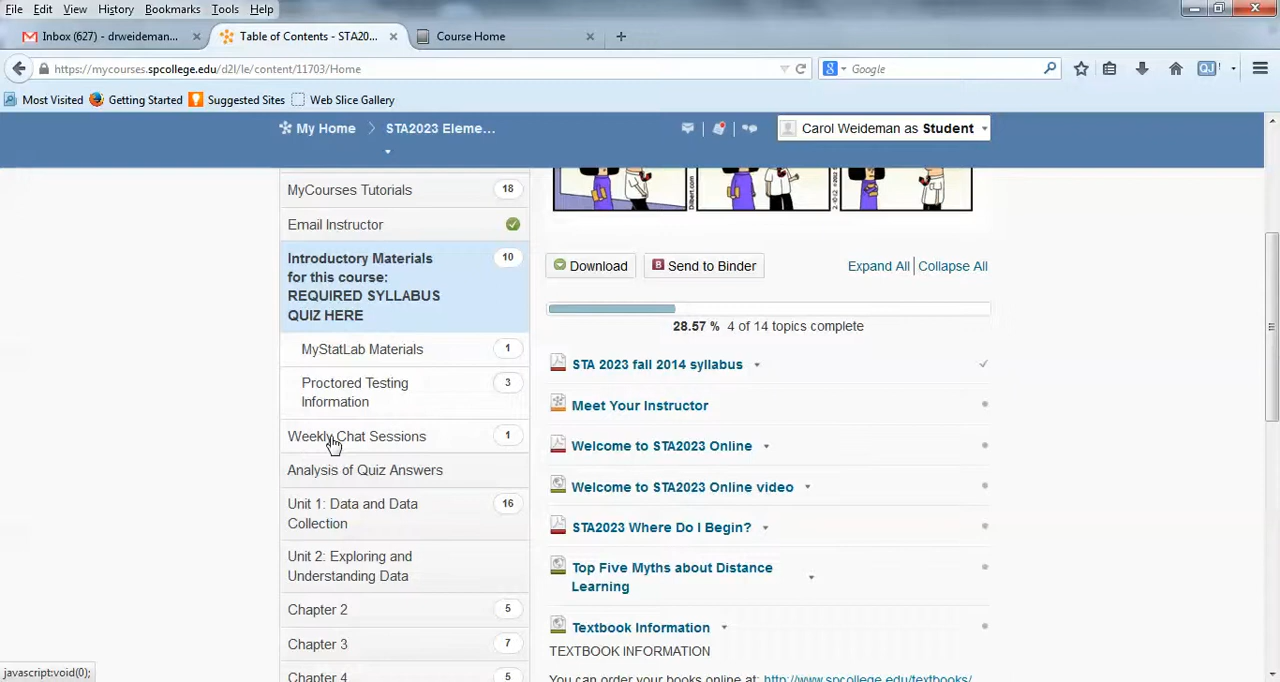 File Edit View History Bookmarks Tools Help
Inbox (627) - drweideman... Table of Contents - STA20... Course Home
https://mycourses.spcollege.edu/d2l/le/content/11703/Home Google
Most Visited Getting Started Suggested Sites Web Slice Gallery
My Home STA2023 Eleme... Carol Weideman as Student
MyCourses Tutorials 18
Email Instructor
Introductory Materials 10
for this course:
REQUIRED SYLLABUS
QUIZ HERE
MyStatLab Materials 1
Proctored Testing 3
Information
Weekly Chat Sessions 1
Analysis of Quiz Answers
Unit 1: Data and Data 16
Collection
Unit 2: Exploring and
Understanding Data
Chapter 2 5
Chapter 3 7
Chapter 4 5
Download Send to Binder Expand All Collapse All
28.57 % 4 of 14 topics complete
STA 2023 fall 2014 syllabus
Meet Your Instructor
Welcome to STA2023 Online
Welcome to STA2023 Online video
STA2023 Where Do I Begin?
Top Five Myths about Distance
Learning
Textbook Information
TEXTBOOK INFORMATION
You can order your books online at: http://www.spcollege.edu/textbooks/
javascript:void(0);